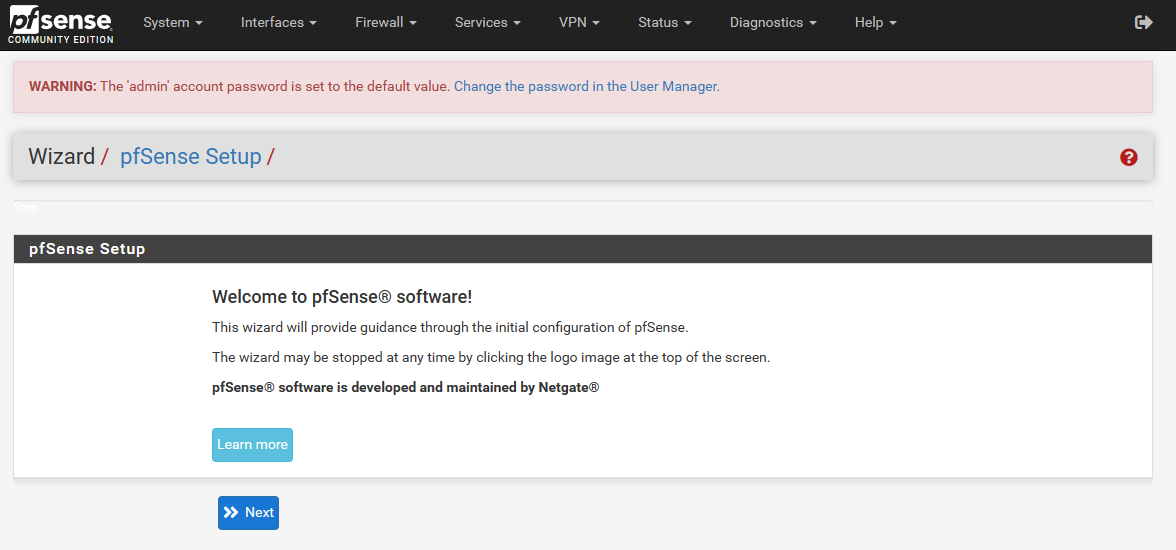 pfsense
COMMUNITY EDITION
System Interfaces Firewall Services VPN Status Diagnostics Help
WARNING: The 'admin' account password is set to the default value. Change the password in the User Manager.
Wizard / pfSense Setup /
Step
pfSense Setup
Welcome to pfSense® software!
This wizard will provide guidance through the initial configuration of pfSense.
The wizard may be stopped at any time by clicking the logo image at the top of the screen.
pfSense® software is developed and maintained by Netgate®
Learn more
Next